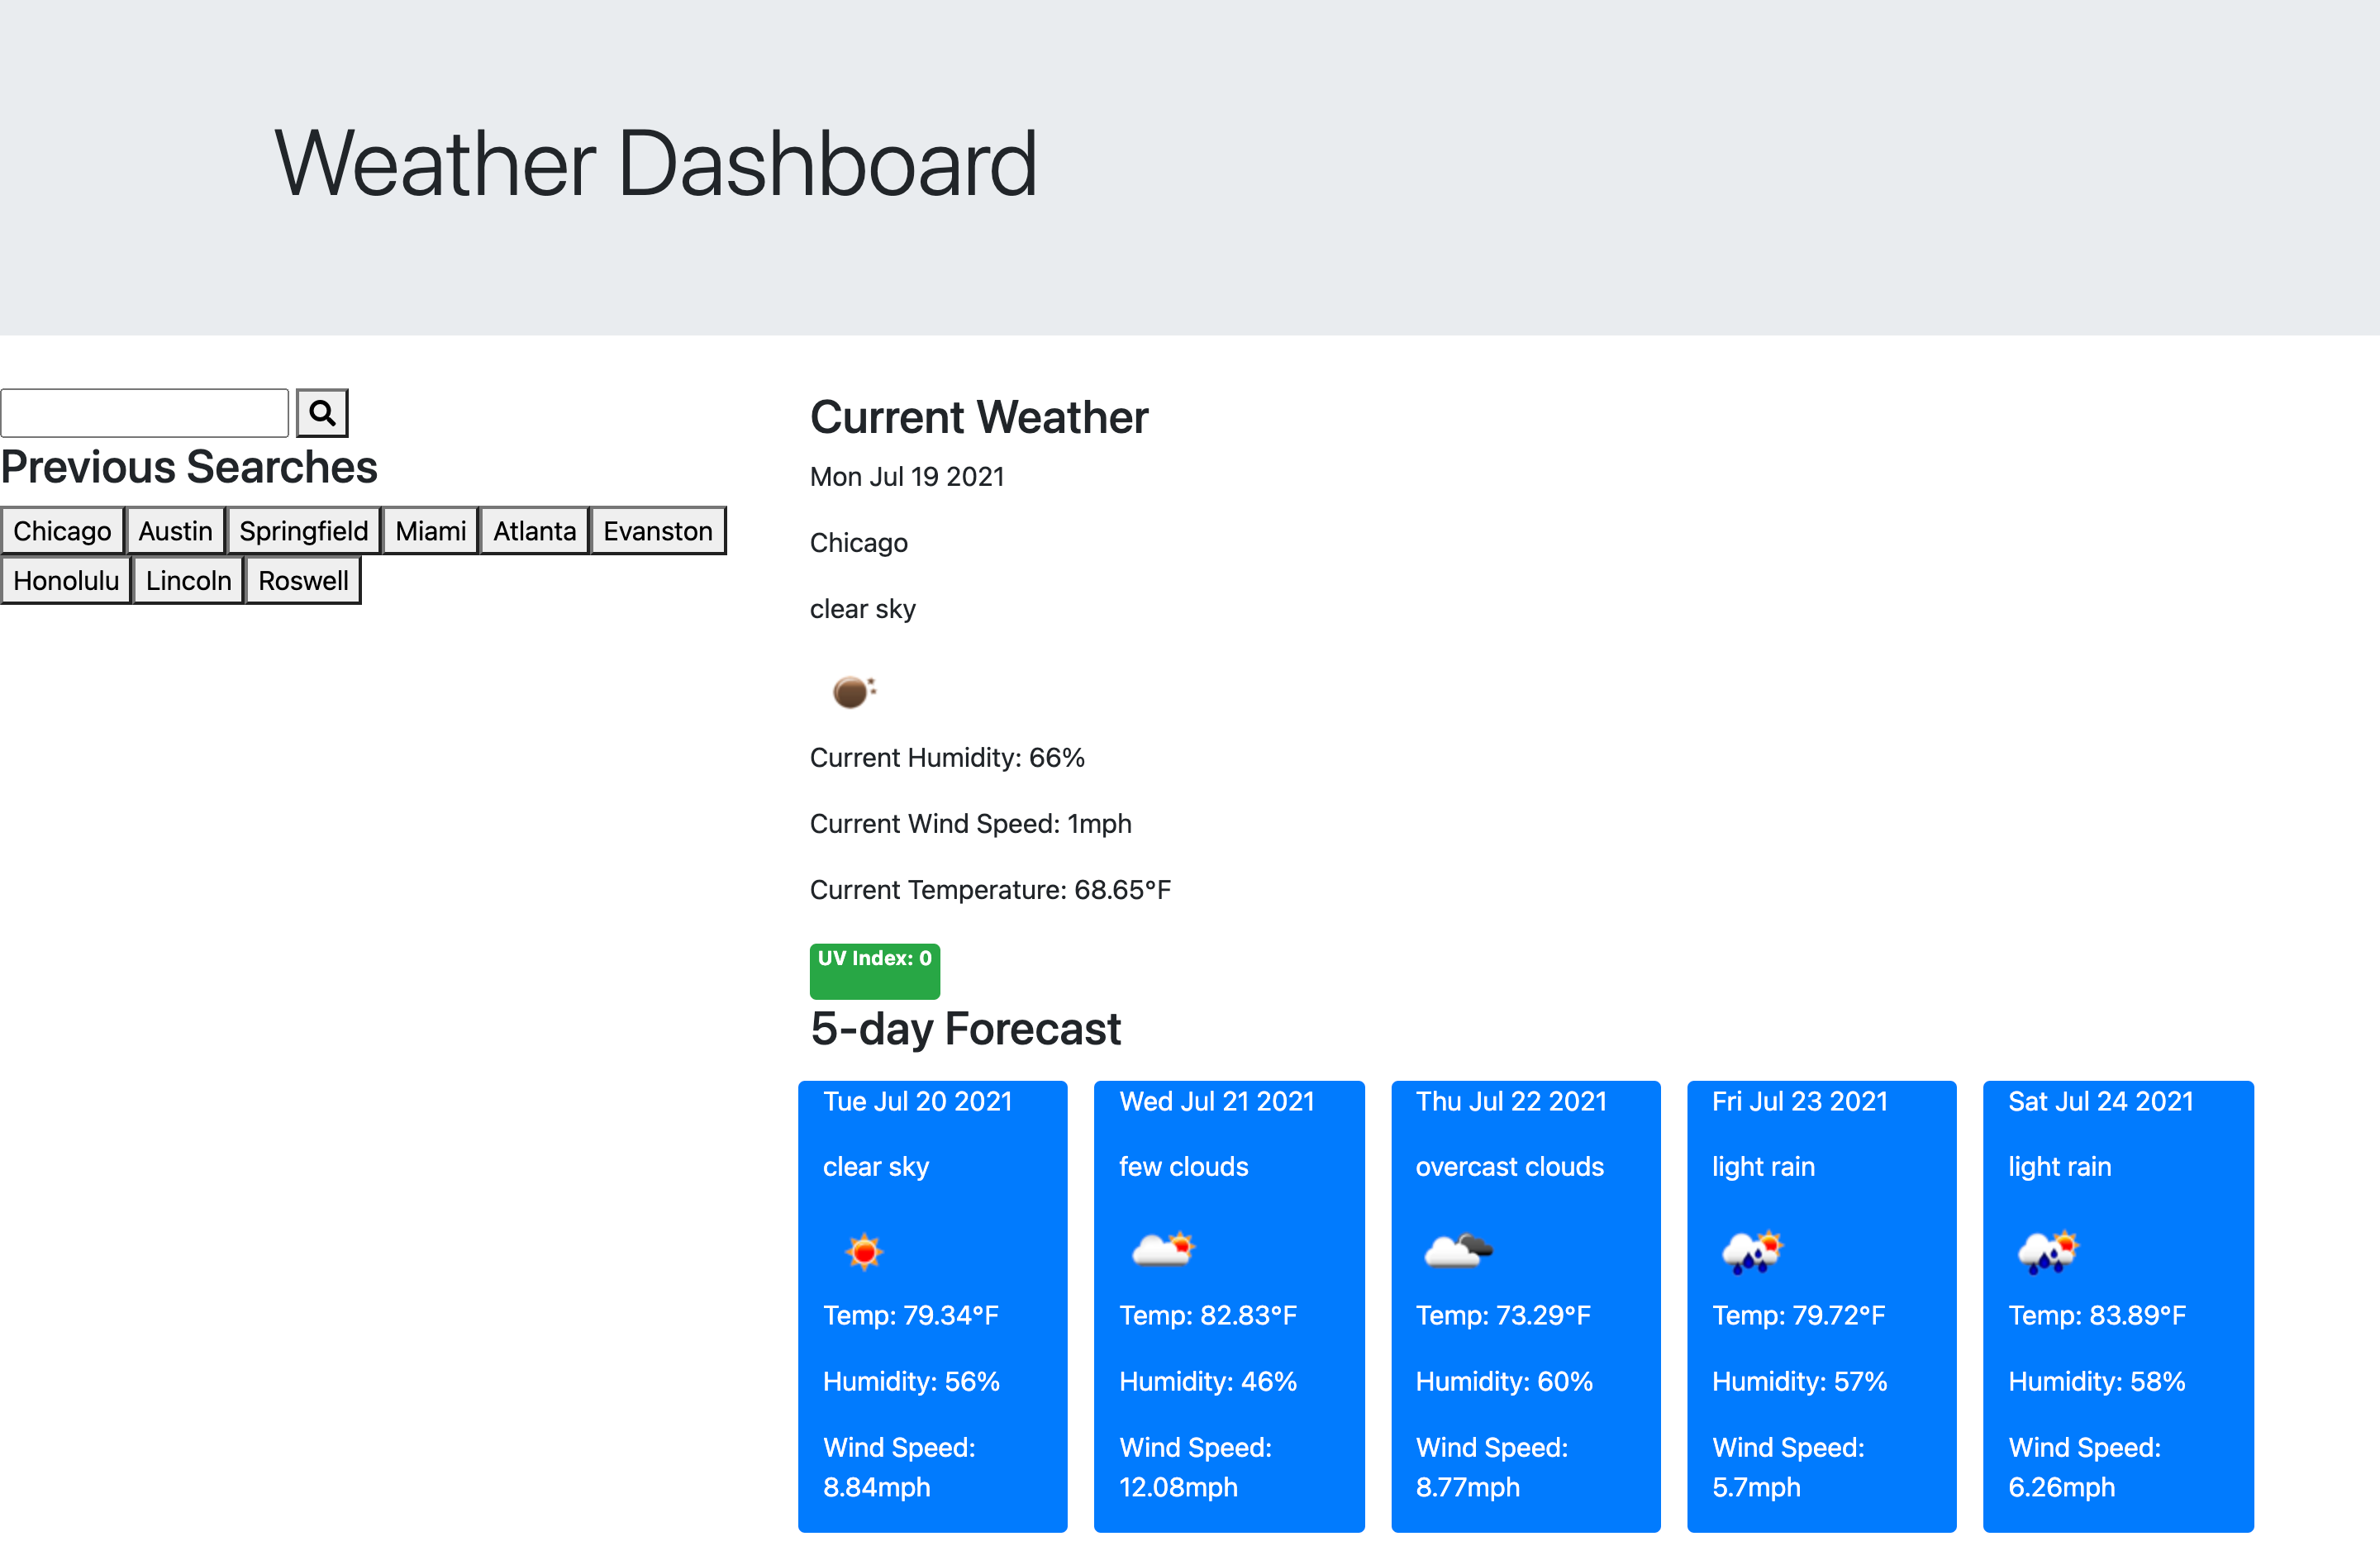 Weather Dashboard
Previous Searches
Chicago Austin Springfield Miami Atlanta Evanston
Honolulu Lincoln Roswell
Current Weather
Mon Jul 19 2021
Chicago
clear sky
Current Humidity: 66%
Current Wind Speed: 1mph
Current Temperature: 68.65°F
UV Index: 0
5-day Forecast
Tue Jul 20 2021
clear sky
Temp: 79.34°F
Humidity: 56%
Wind Speed:
8.84mph
Wed Jul 21 2021
few clouds
Temp: 82.83°F
Humidity: 46%
Wind Speed:
12.08mph
Thu Jul 22 2021
overcast clouds
Temp: 73.29°F
Humidity: 60%
Wind Speed:
8.77mph
Fri Jul 23 2021
light rain
Temp: 79.72°F
Humidity: 57%
Wind Speed:
5.7mph
Sat Jul 24 2021
light rain
Temp: 83.89°F
Humidity: 58%
Wind Speed:
6.26mph